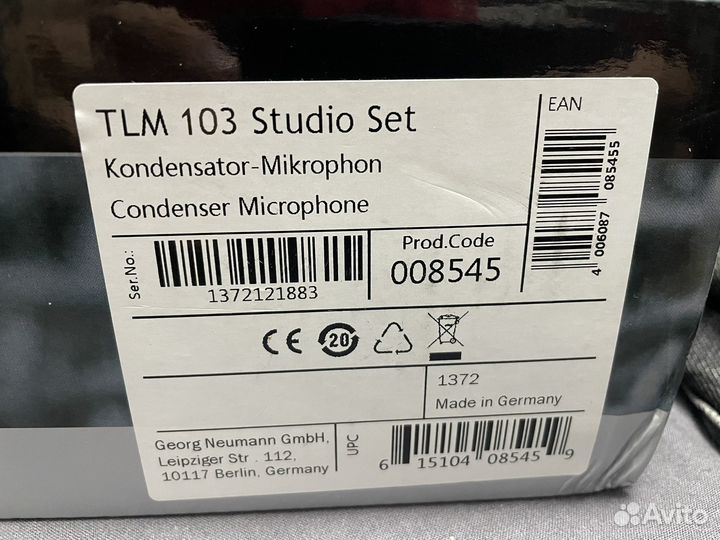 TLM 103 Studio Set
Kondensator-Mikrophon
Condenser Microphone
EAN
4 006087 085455
Ser.No.:
1372121883
Prod.Code
008545
CE 20
1372
Made in Germany
Georg Neumann GmbH,
Leipziger Str . 112,
10117 Berlin, Germany
UPC
6 15104 08545 9
Avito